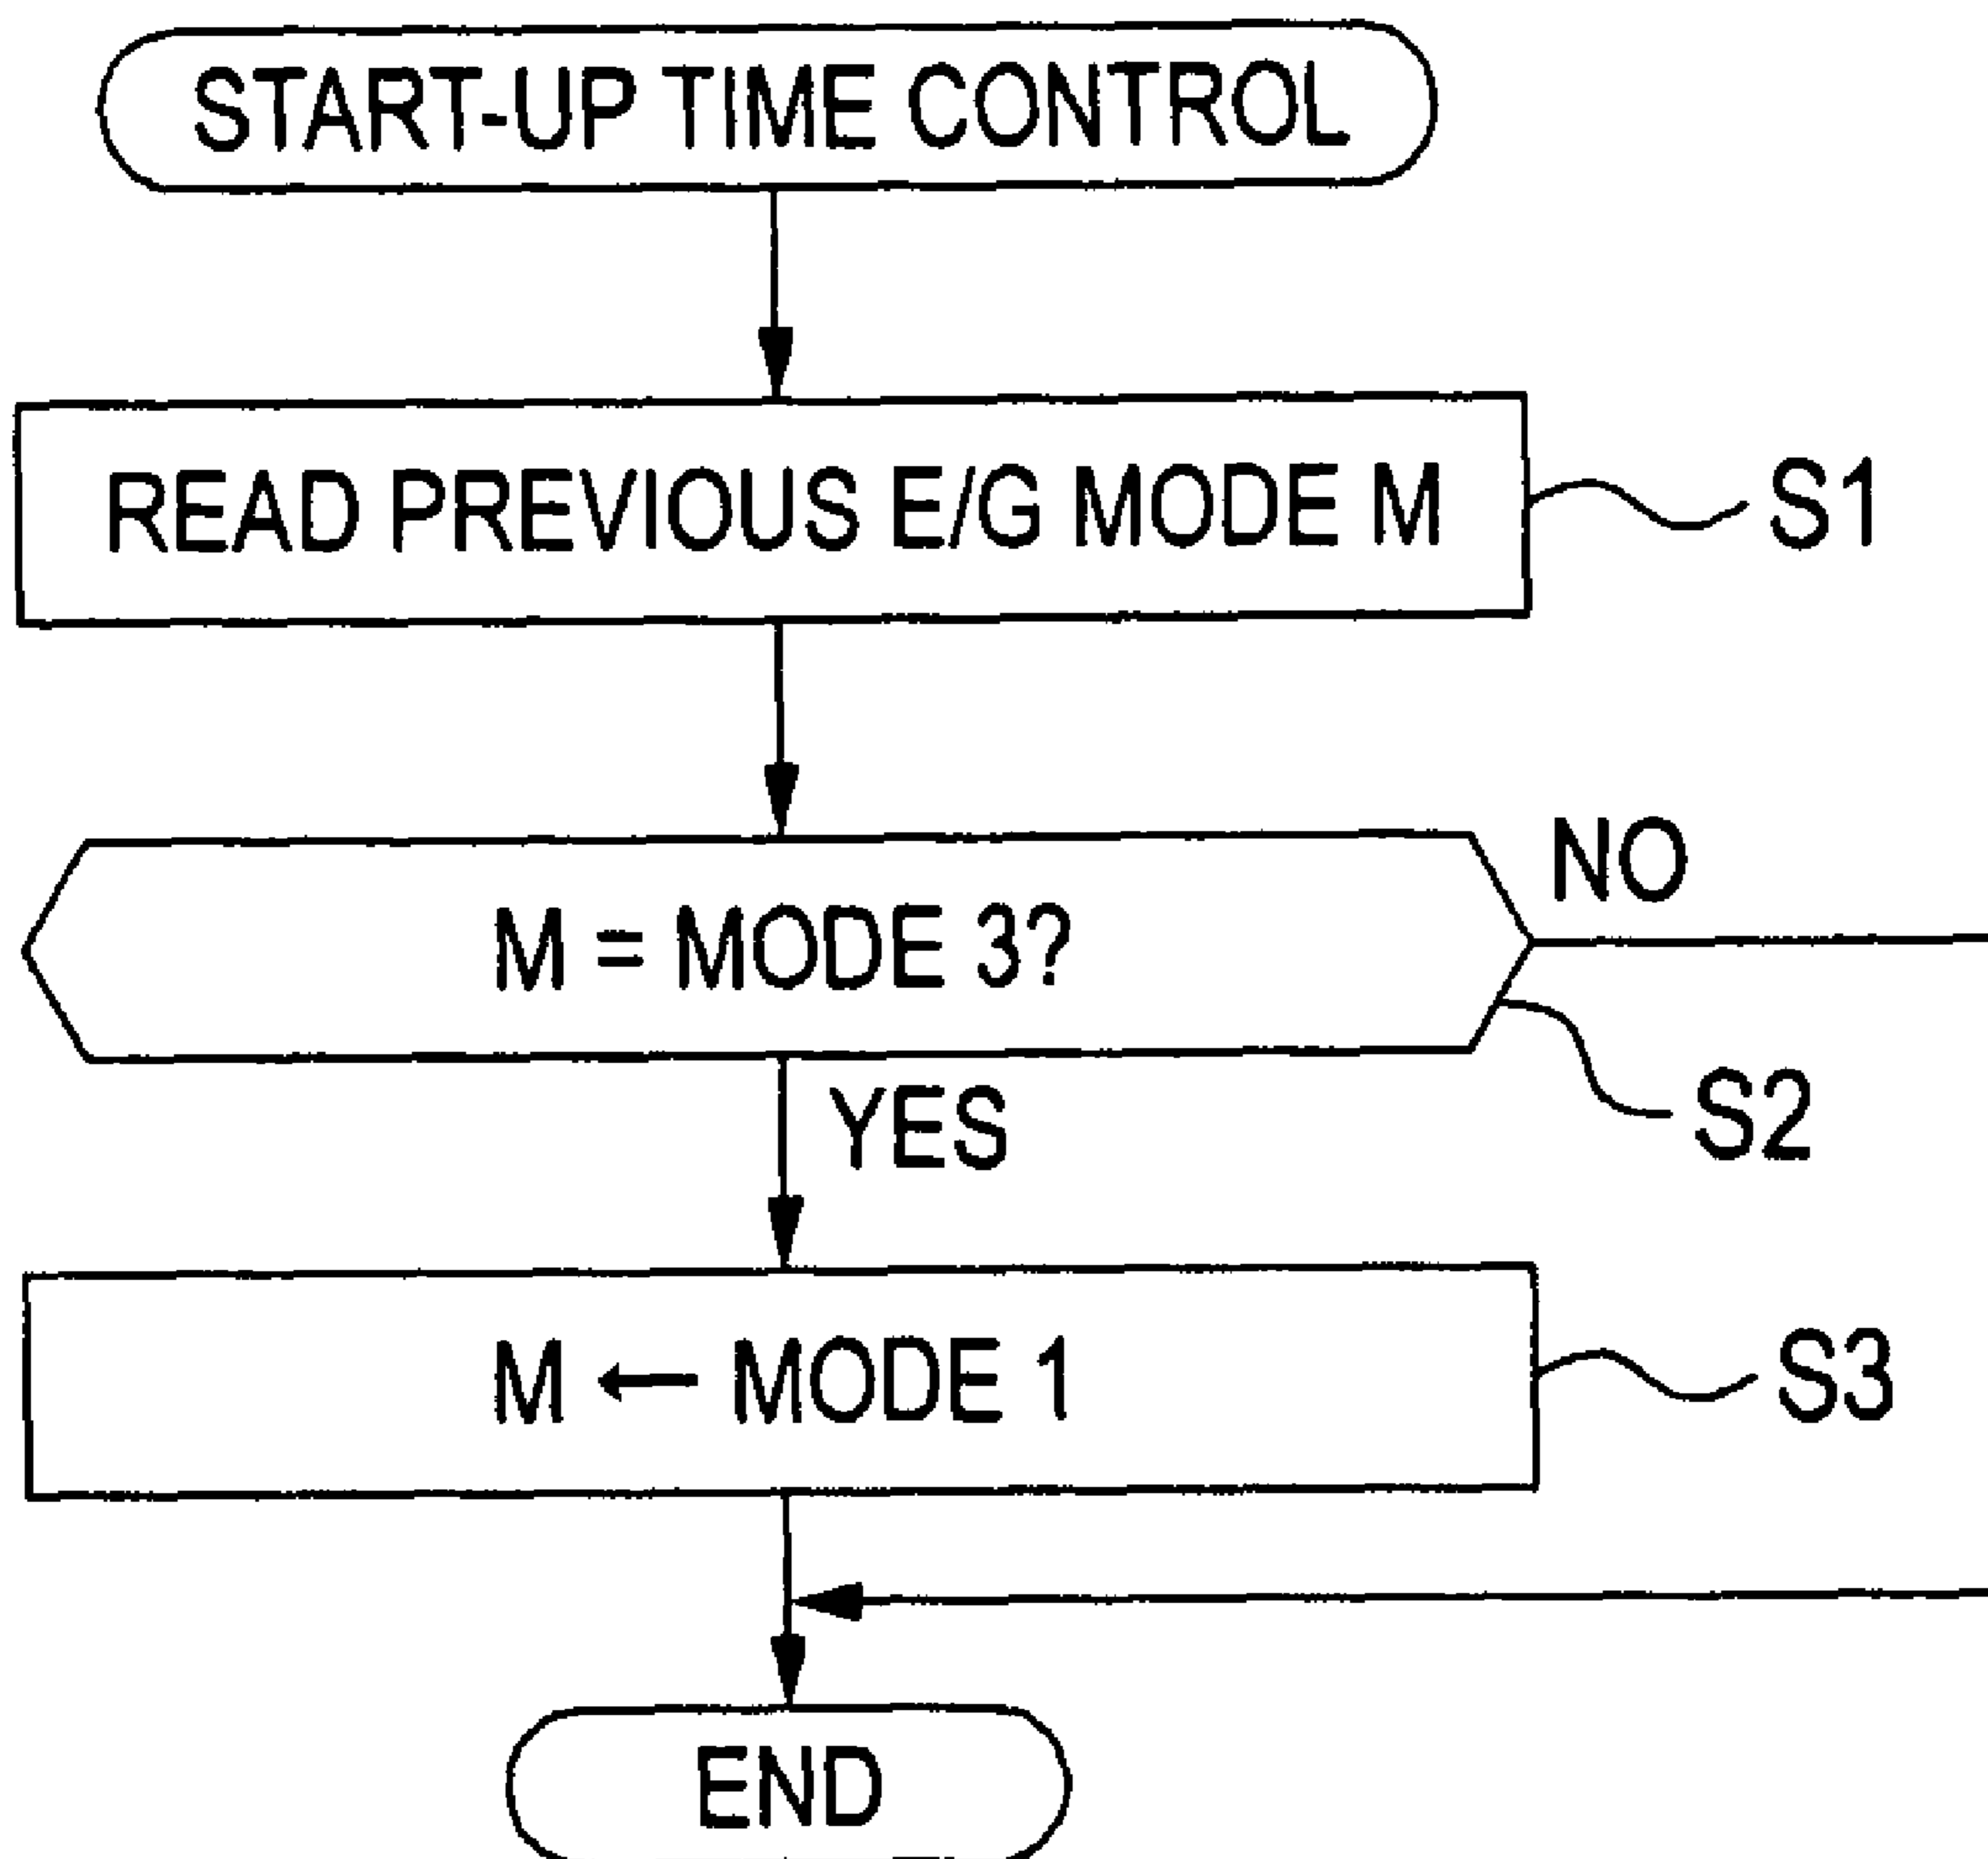 START-UP TIME CONTROL
READ PREVIOUS E/G MODE M
S1
M = MODE 3?
NO
S2
YES
M ← MODE 1
S3
END